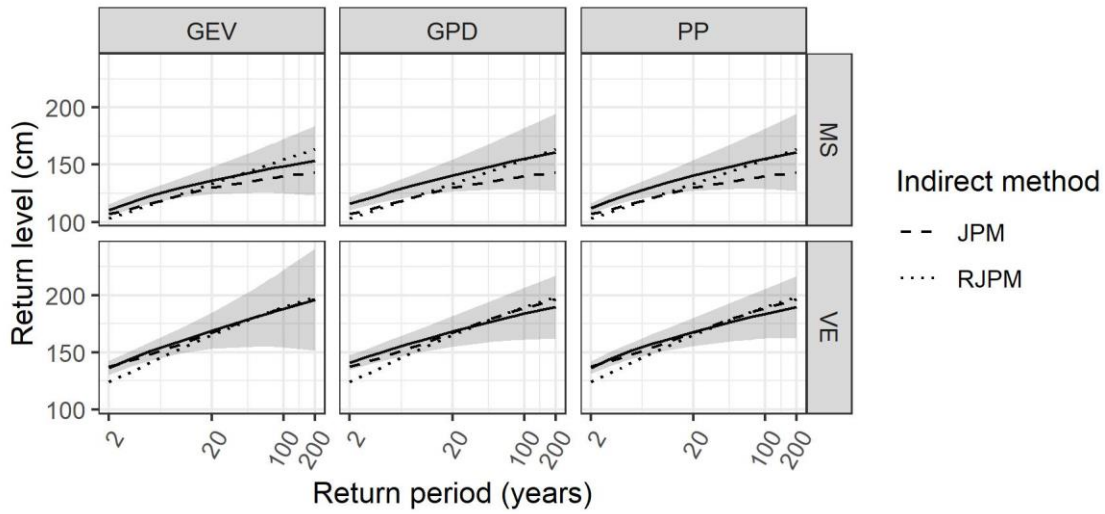 GEV GPD PP
Return level (cm)
200
150
100
MS
200
150
100
VE
2 20 100 200 2 20 100 200 2 20 100 200
Return period (years)
Indirect method
JPM
RJPM